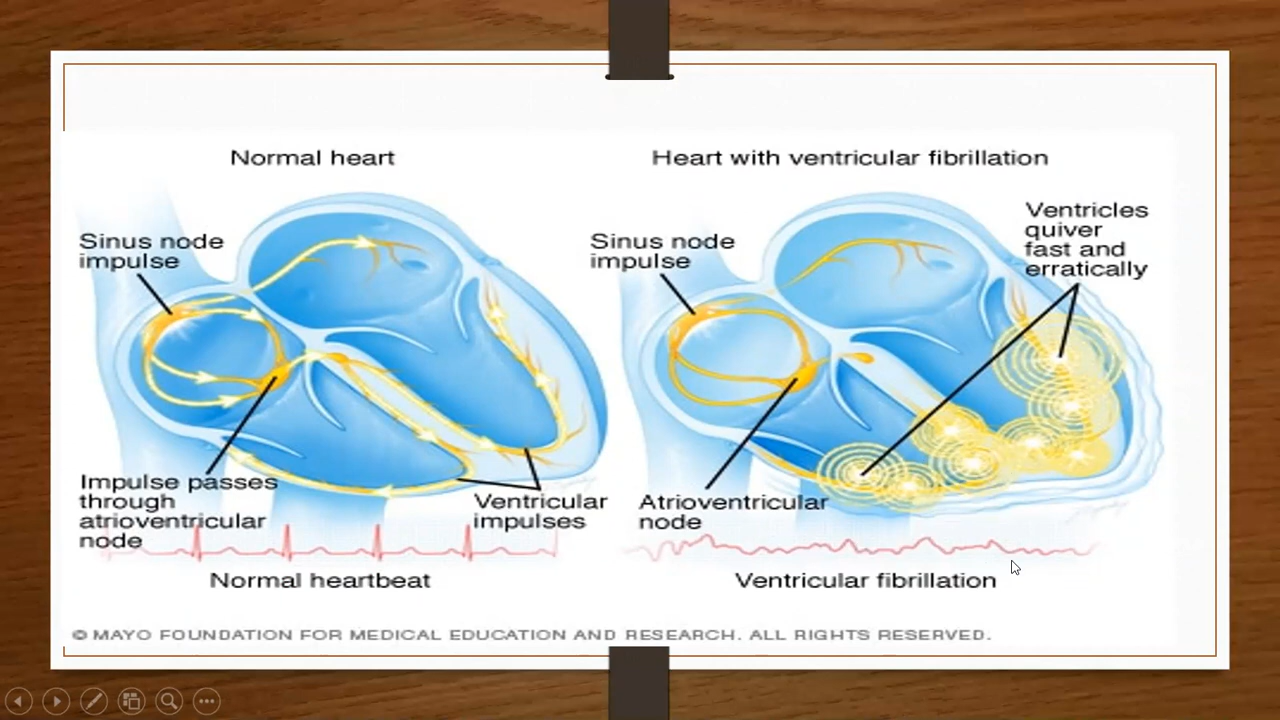 Normal heart
Sinus node
impulse
Impulse passes
through
atrioventricular
node
Ventricular
impulses
Normal heartbeat
Heart with ventricular fibrillation
Sinus node
impulse
Ventricles
quiver
fast and
erratically
Atrioventricular
node
Ventricular fibrillation
© MAYO FOUNDATION FOR MEDICAL EDUCATION AND RESEARCH. ALL RIGHTS RESERVED.